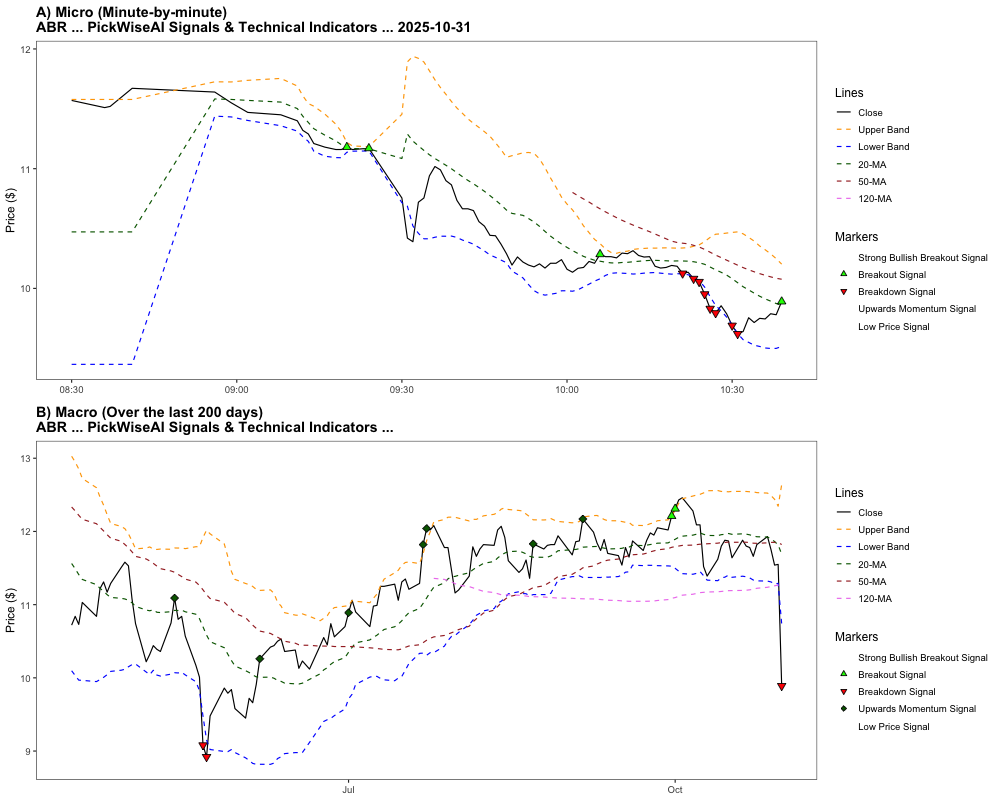 A) Micro (Minute-by-minute)
ABR ... PickWiseAI Signals & Technical Indicators ... 2025-10-31
Price ($)
12
11
10
08:30
09:00
09:30
10:00
10:30
Lines
Close
Upper Band
Lower Band
20-MA
50-MA
120-MA
Markers
Strong Bullish Breakout Signal
Breakout Signal
Breakdown Signal
Upwards Momentum Signal
Low Price Signal
B) Macro (Over the last 200 days)
ABR ... PickWiseAI Signals & Technical Indicators ...
Price ($)
13
12
11
10
9
Jul
Oct
Lines
Close
Upper Band
Lower Band
20-MA
50-MA
120-MA
Markers
Strong Bullish Breakout Signal
Breakout Signal
Breakdown Signal
Upwards Momentum Signal
Low Price Signal